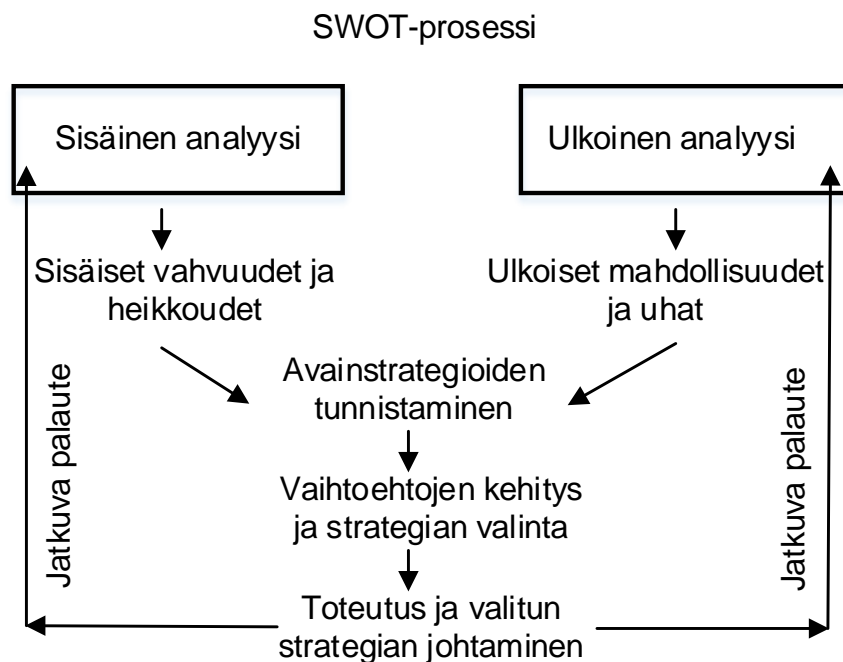 SWOT-prosessi
Sisäinen analyysi
Ulkoinen analyysi
Sisäiset vahvuudet ja
heikkoudet
Ulkoiset mahdollisuudet
ja uhat
Avainstrategioiden
tunnistaminen
Jatkuva palaute
Jatkuva palaute
Vaihtoehtojen kehitys
ja strategian valinta
Toteutus ja valitun
strategian johtaminen